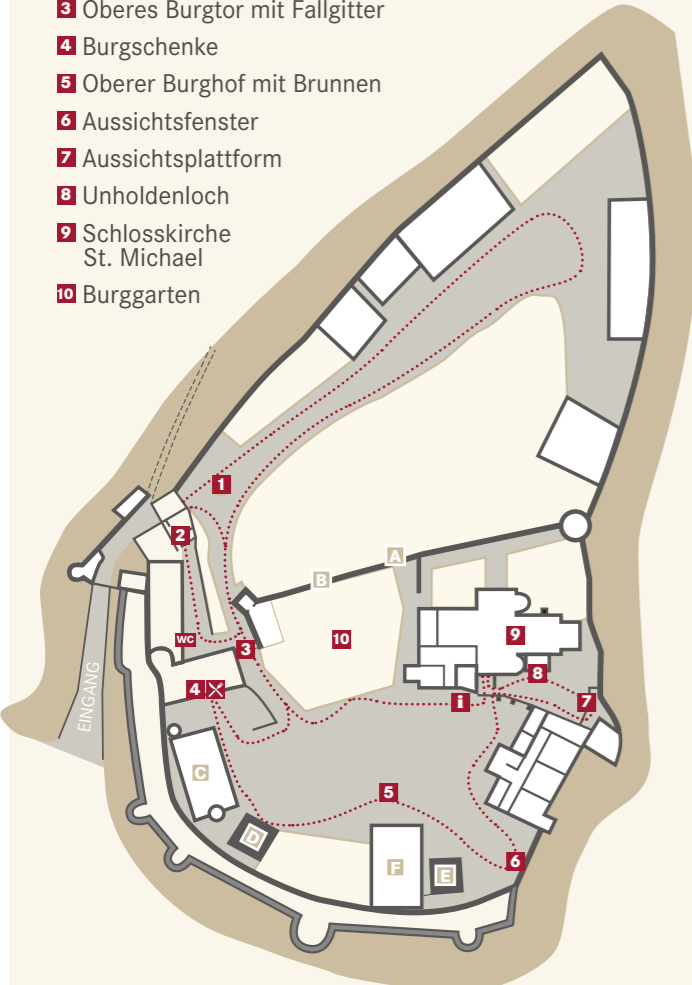 3 Oberes Burgtor mit Fallgitter
4 Burgschenke
5 Oberer Burghof mit Brunnen
6 Aussichtsfenster
7 Aussichtsplattform
8 Unholdenloch
9 Schlosskirche
St. Michael
10 Burggarten
1
2
A
B
WC
3
10
9
8
4
i
7
EINGANG
C
5
D
F
E
6